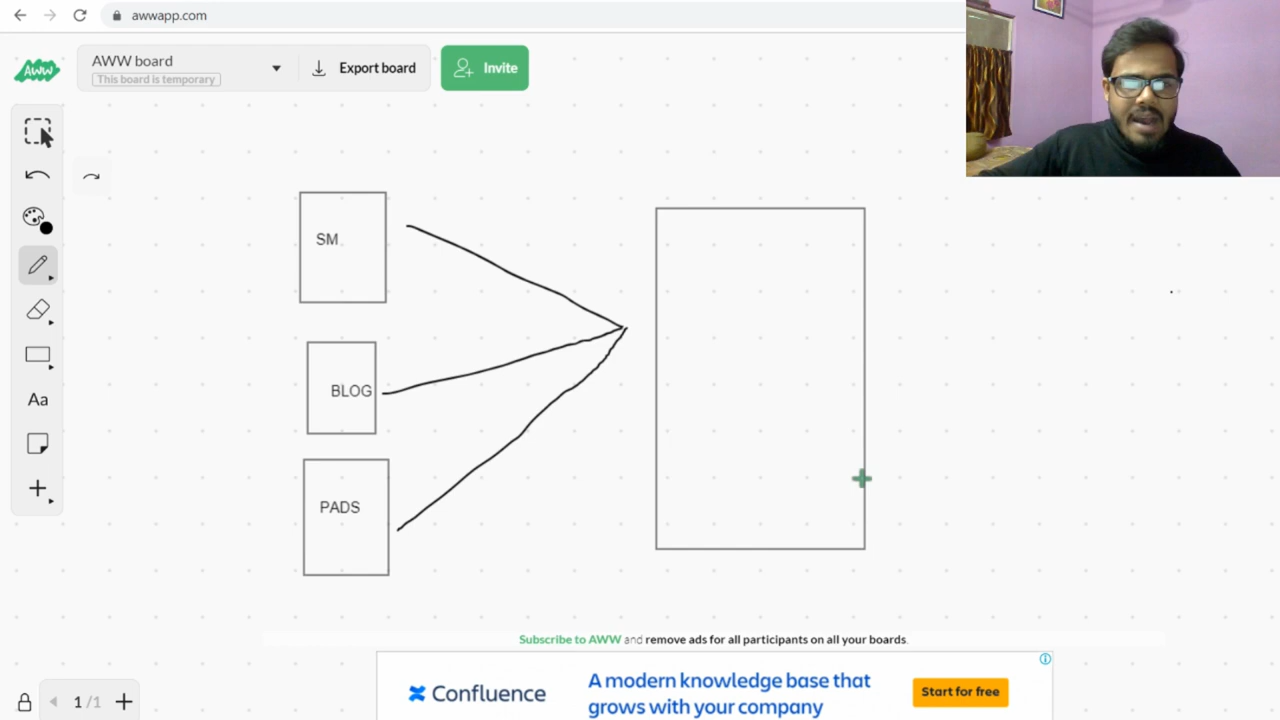 awwapp.com
AWW board
This board is temporary
Export board
Invite
AWW
SM
BLOG
PADS
Aa
Subscribe to AWW and remove ads for all participants on all your boards.
Confluence
A modern knowledge base that
grows with your company
Start for free
1/1